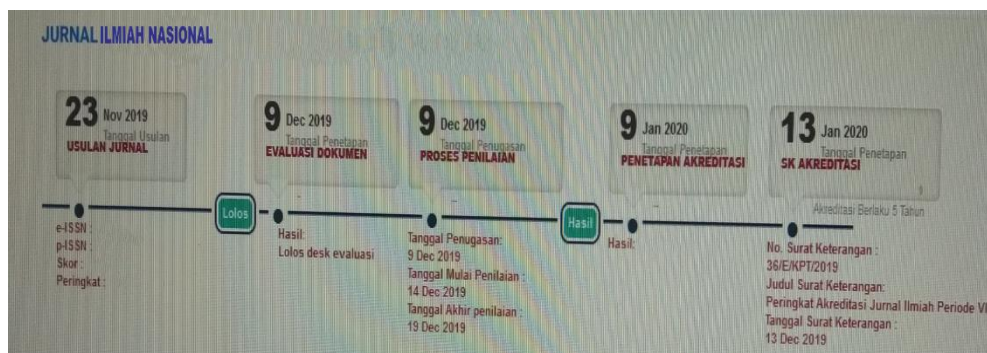 JURNAL ILMIAH NASIONAL
23 Nov 2019
Tanggal Usulan
USULAN JURNAL
9 Dec 2019
Tanggal Penetapan
EVALUASI DOKUMEN
9 Dec 2019
Tanggal Penugasan
PROSES PENILAIAN
9 Jan 2020
Tanggal Penetapan
PENETAPAN AKREDITASI
13 Jan 2020
Tanggal Penetapan
SK AKREDITASI
Akreditasi Berlaku 5 Tahun
Lolos
Hasil
e-ISSN :
p-ISSN :
Skor :
Peringkat :
Hasil:
Lolos desk evaluasi
Tanggal Penugasan:
9 Dec 2019
Tanggal Mulai Penilaian :
14 Dec 2019
Tanggal Akhir penilaian :
19 Dec 2019
Hasil:
No. Surat Keterangan :
36/E/KPT/2019
Judul Surat Keterangan:
Peringkat Akreditasi Jurnal Ilmiah Periode
Tanggal Surat Keterangan :
13 Dec 2019